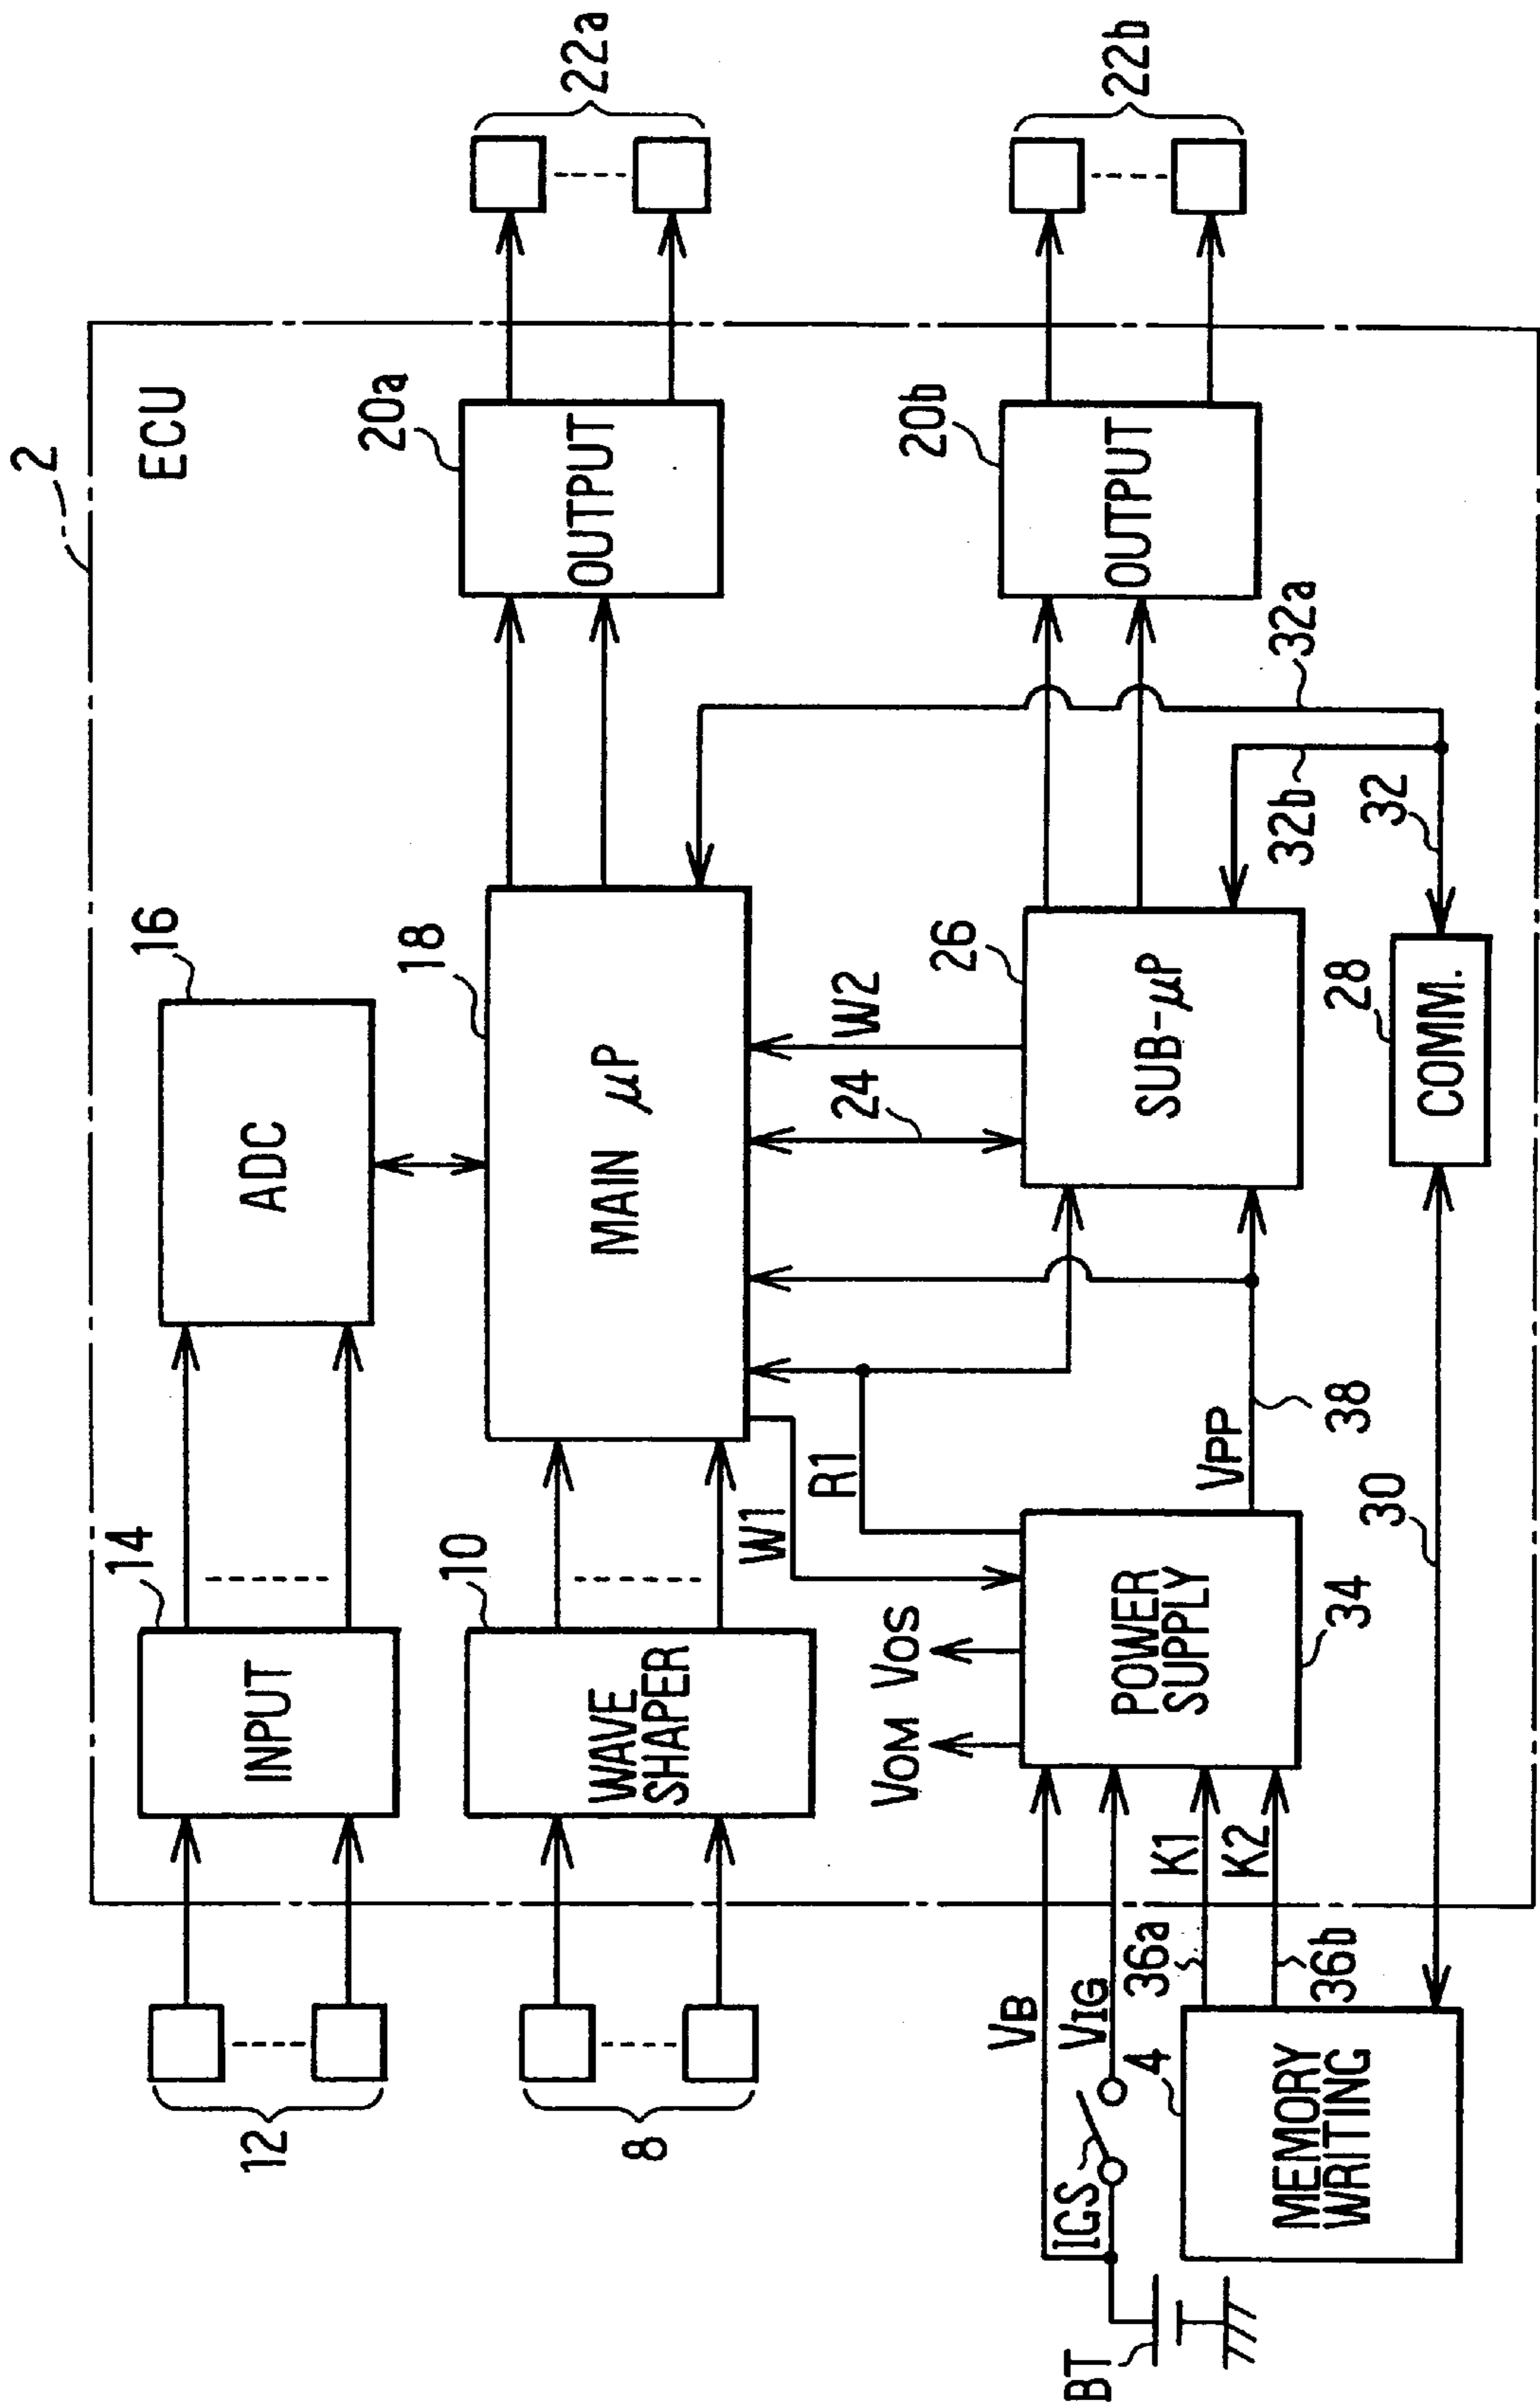 2
ECU
12
14
INPUT
16
ADC
8
10
WAVE
SHAPER
18
MAIN μP
20a
OUTPUT
22a
W1
R1
24
W2
VOM
VOS
BT
IGS
VB
VIG
POWER
SUPPLY
34
VPP
38
26
SUB-μP
20b
OUTPUT
22b
4
MEMORY
WRITING
36a
K1
36b
K2
30
28
COMM.
32
32b
32a